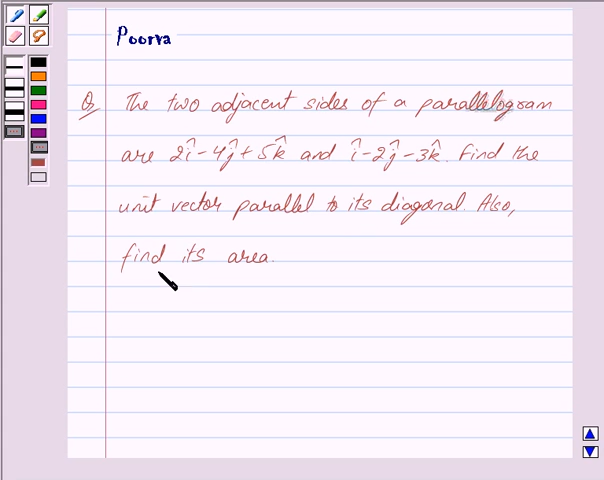 Poorva
Q The two adjacent sides of a parallelogram
are 2î - 4ĵ + 5k̂ and î - 2ĵ - 3k̂. Find the
unit vector parallel to its diagonal. Also,
find its area.